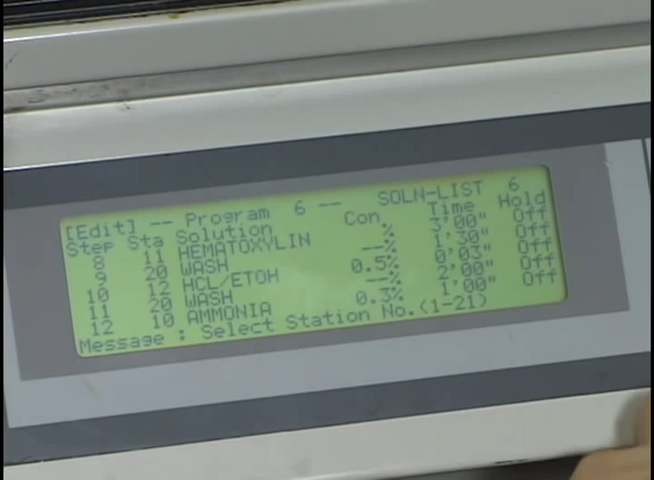 [Edit] -- Program 6 -- SOLN-LIST 6
Step Sta Solution Con Time Hold
8 11 HEMATOXYLIN % 3'00" Off
9 20 WASH --% 1'30" Off
10 12 HCL/ETOH 0.5% 0'03" Off
11 20 WASH --% 2'00" Off
12 10 AMMONIA 0.3% 1'00" Off
Message : Select Station No.(1-21)